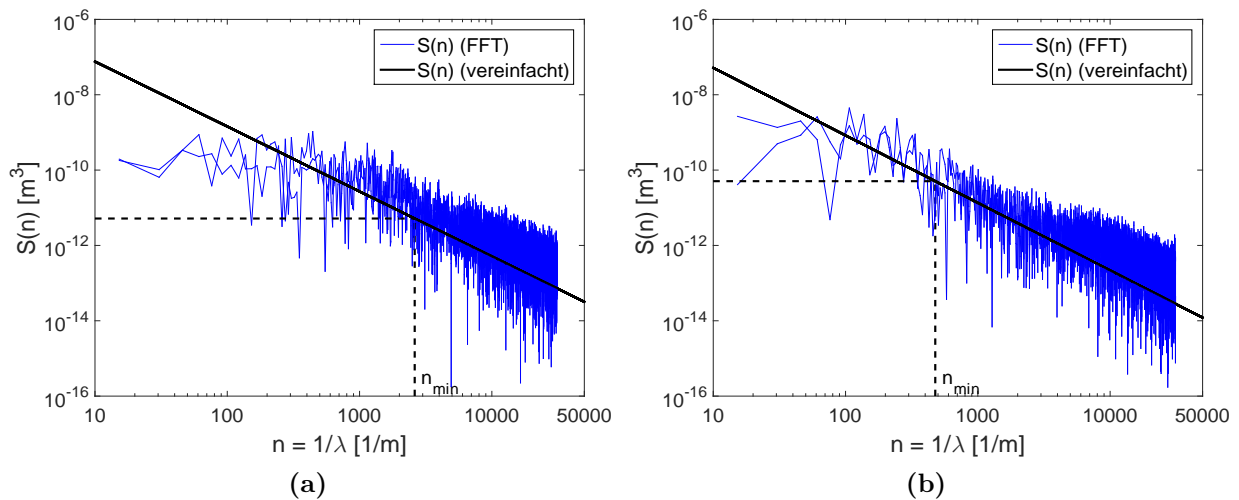 (a)
S(n) [m³]
10⁻⁶
10⁻⁸
10⁻¹⁰
10⁻¹²
10⁻¹⁴
10⁻¹⁶
S(n) (FFT)
S(n) (vereinfacht)
n_min
10 100 1000 10000 50000
n = 1/λ [1/m]
(b)
S(n) [m³]
10⁻⁶
10⁻⁸
10⁻¹⁰
10⁻¹²
10⁻¹⁴
10⁻¹⁶
S(n) (FFT)
S(n) (vereinfacht)
n_min
10 100 1000 10000 50000
n = 1/λ [1/m]